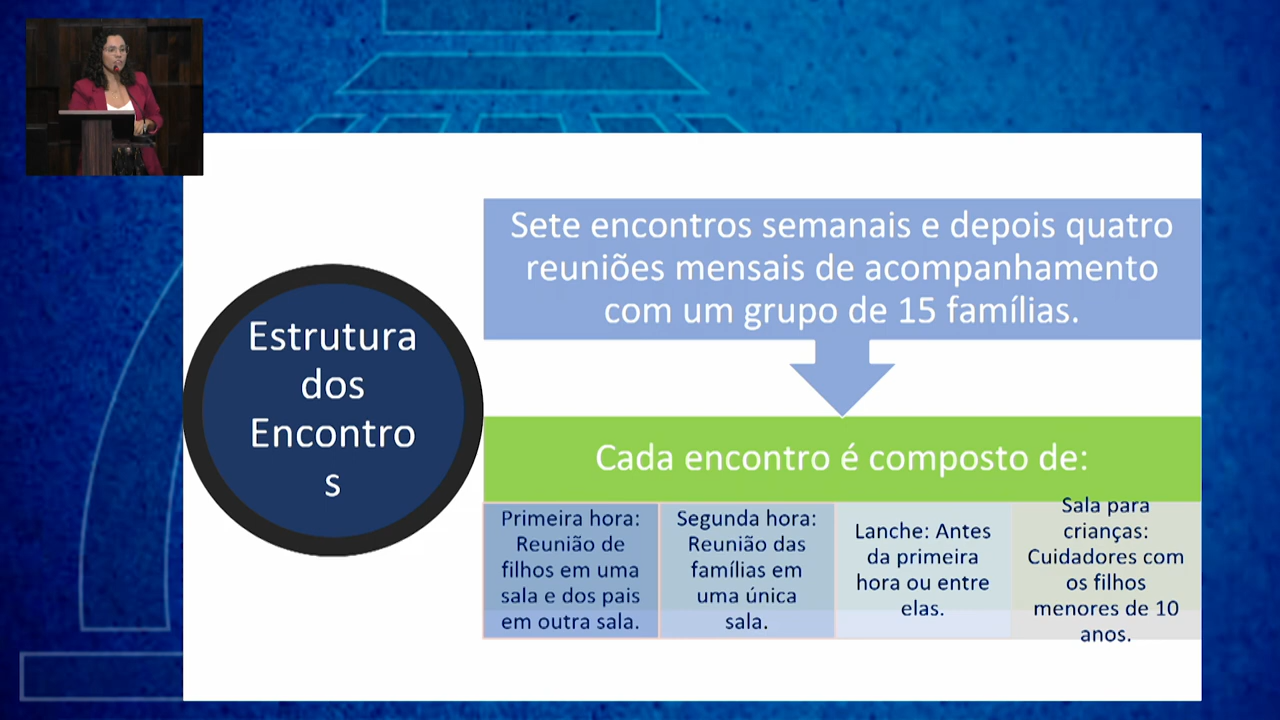 Estrutura
dos
Encontro
s
Sete encontros semanais e depois quatro
reuniões mensais de acompanhamento
com um grupo de 15 famílias.
Cada encontro é composto de:
Primeira hora:
Reunião de
filhos em uma
sala e dos pais
em outra sala.
Segunda hora:
Reunião das
famílias em
uma única
sala.
Lanche: Antes
da primeira
hora ou entre
elas.
Sala para
crianças:
Cuidadores com
os filhos
menores de 10
anos.